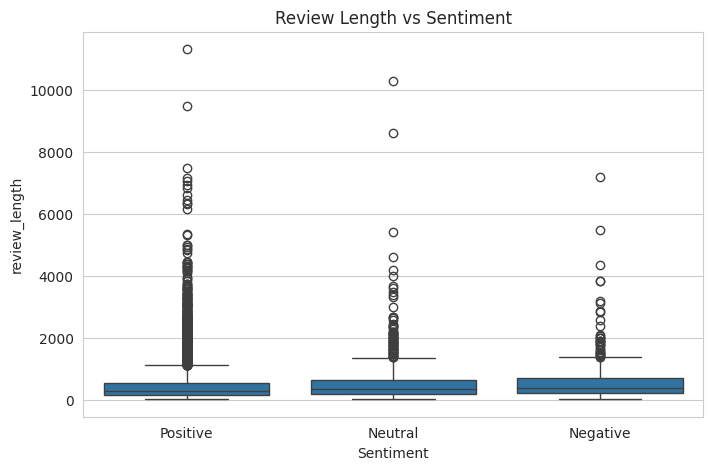 Review Length vs Sentiment
10000
8000
6000
4000
2000
0
review_length
Positive
Neutral
Negative
Sentiment